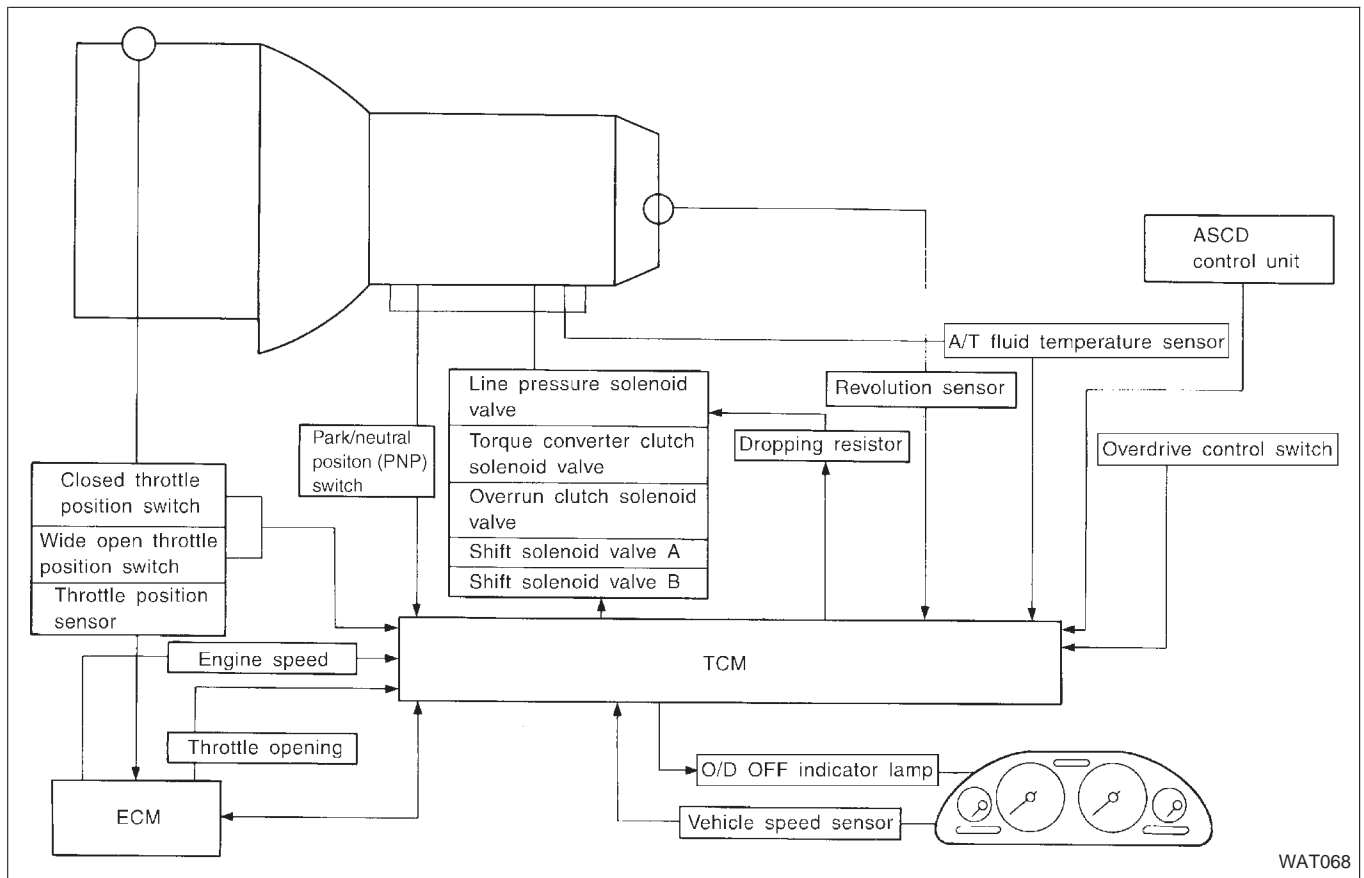 ASCD
control unit
A/T fluid temperature sensor
Line pressure solenoid
valve
Revolution sensor
Torque converter clutch
solenoid valve
Dropping resistor
Park/neutral
positon (PNP)
switch
Overdrive control switch
Overrun clutch solenoid
valve
Closed throttle
position switch
Wide open throttle
position switch
Shift solenoid valve A
Shift solenoid valve B
Throttle position
sensor
Engine speed
TCM
Throttle opening
O/D OFF indicator lamp
ECM
Vehicle speed sensor
WAT068